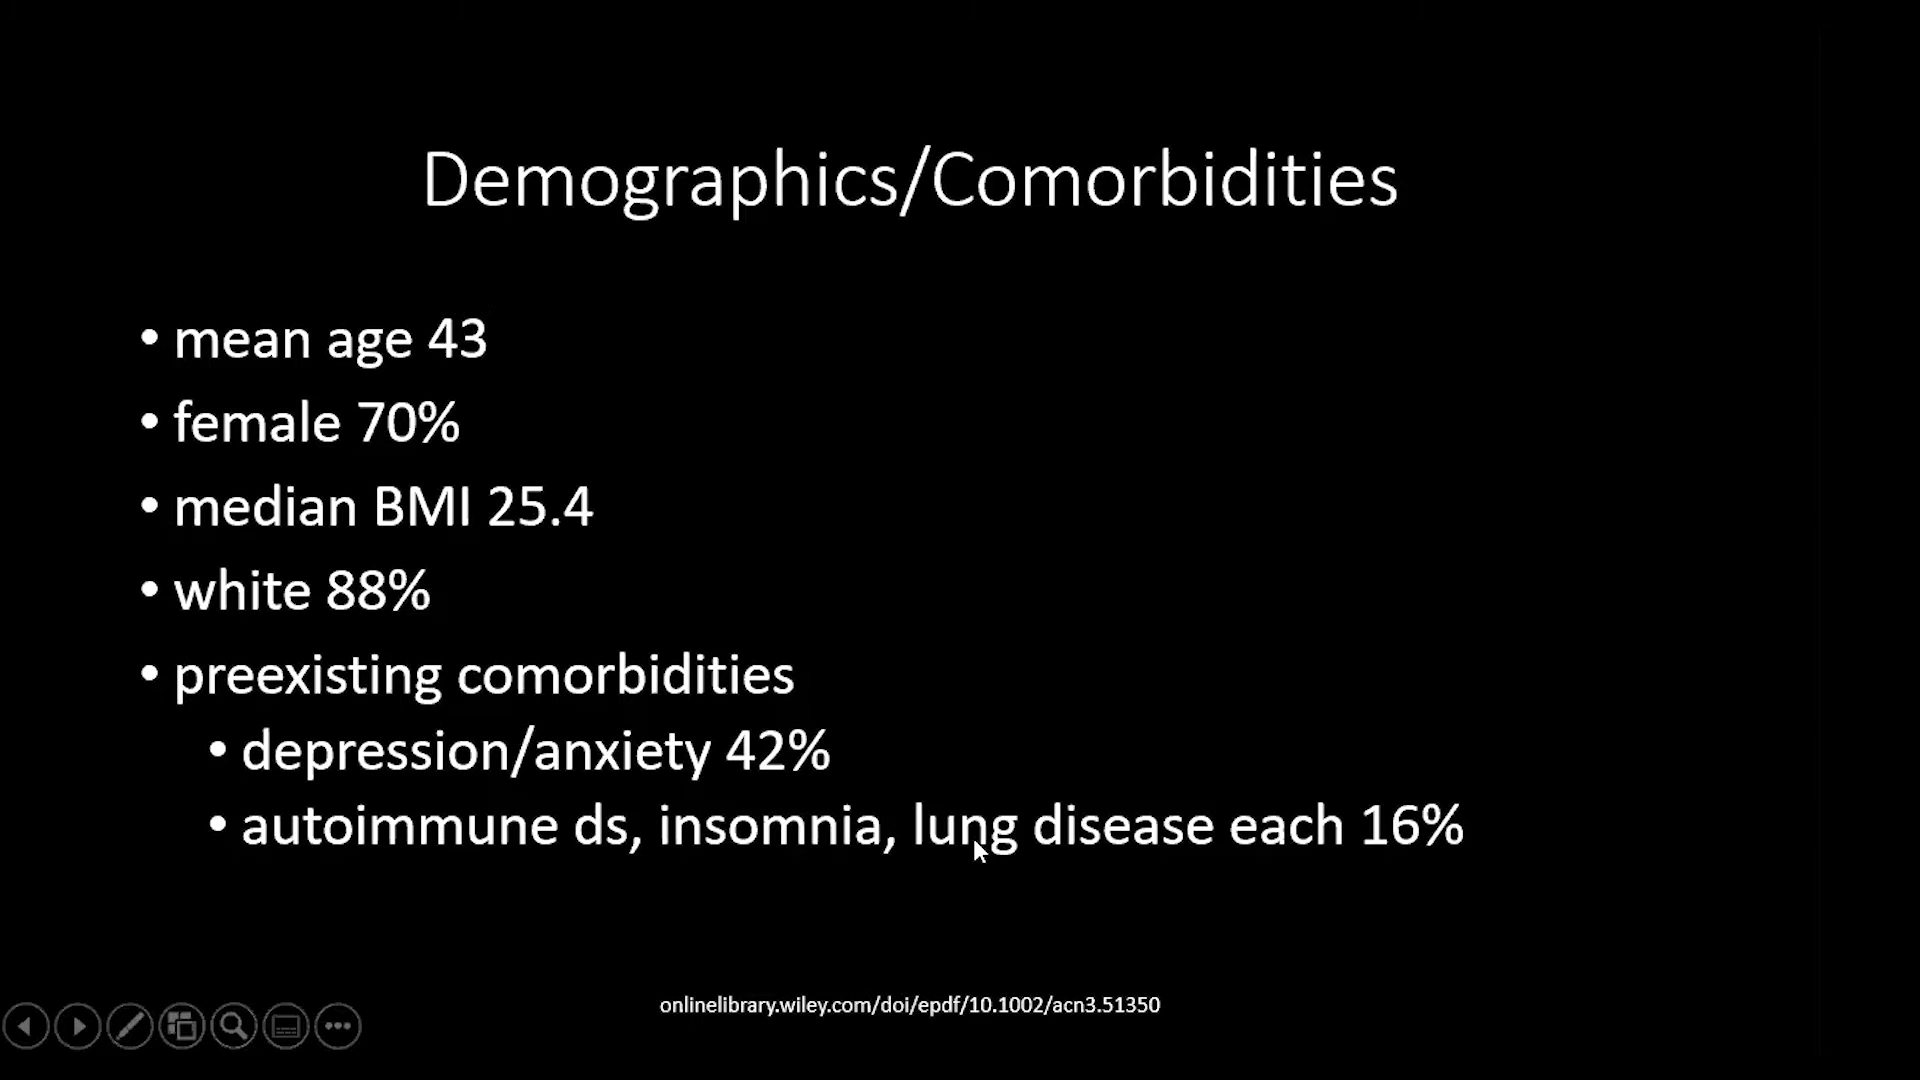 Demographics/Comorbidities
• mean age 43
• female 70%
• median BMI 25.4
• white 88%
• preexisting comorbidities
• depression/anxiety 42%
• autoimmune ds, insomnia, lung disease each 16%
onlinelibrary.wiley.com/doi/epdf/10.1002/acn3.51350